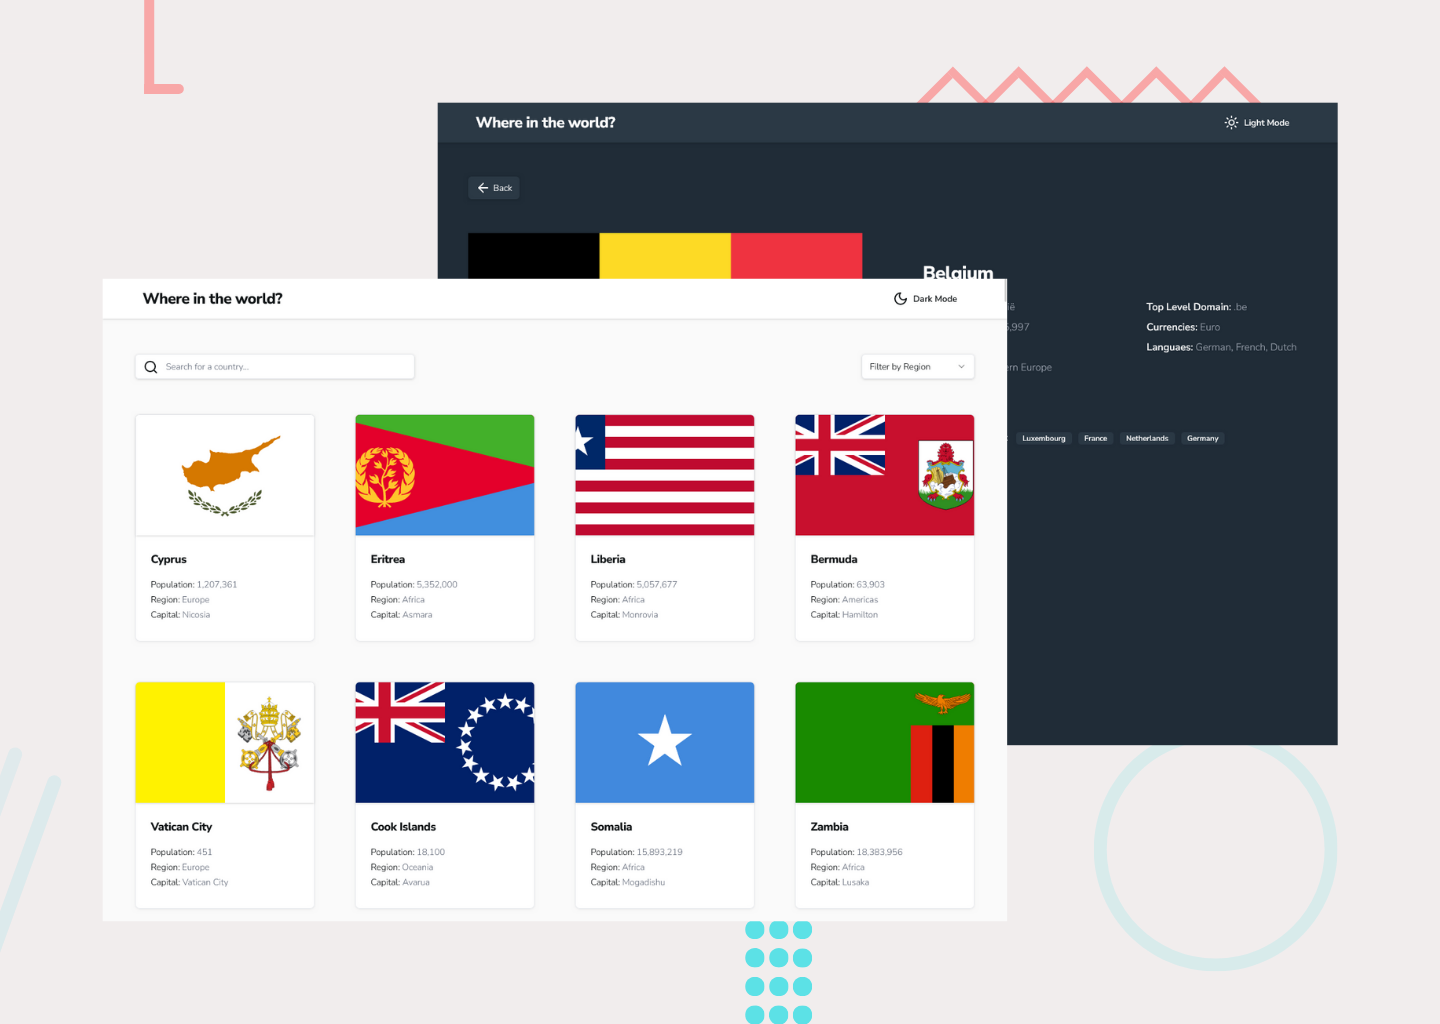 Where in the world?
Light Mode
Back
Belgium
Top Level Domain: .be
Currencies: Euro
Languaes: German, French, Dutch
Europe
Luxembourg France Netherlands Germany
Where in the world?
Dark Mode
Search for a country...
Filter by Region
Cyprus
Population: 1,207,361
Region: Europe
Capital: Nicosia
Eritrea
Population: 5,352,000
Region: Africa
Capital: Asmara
Liberia
Population: 5,057,677
Region: Africa
Capital: Monrovia
Bermuda
Population: 63,903
Region: Americas
Capital: Hamilton
Vatican City
Population: 451
Region: Europe
Capital: Vatican City
Cook Islands
Population: 18,100
Region: Oceania
Capital: Avarua
Somalia
Population: 15,893,219
Region: Africa
Capital: Mogadishu
Zambia
Population: 18,383,956
Region: Africa
Capital: Lusaka